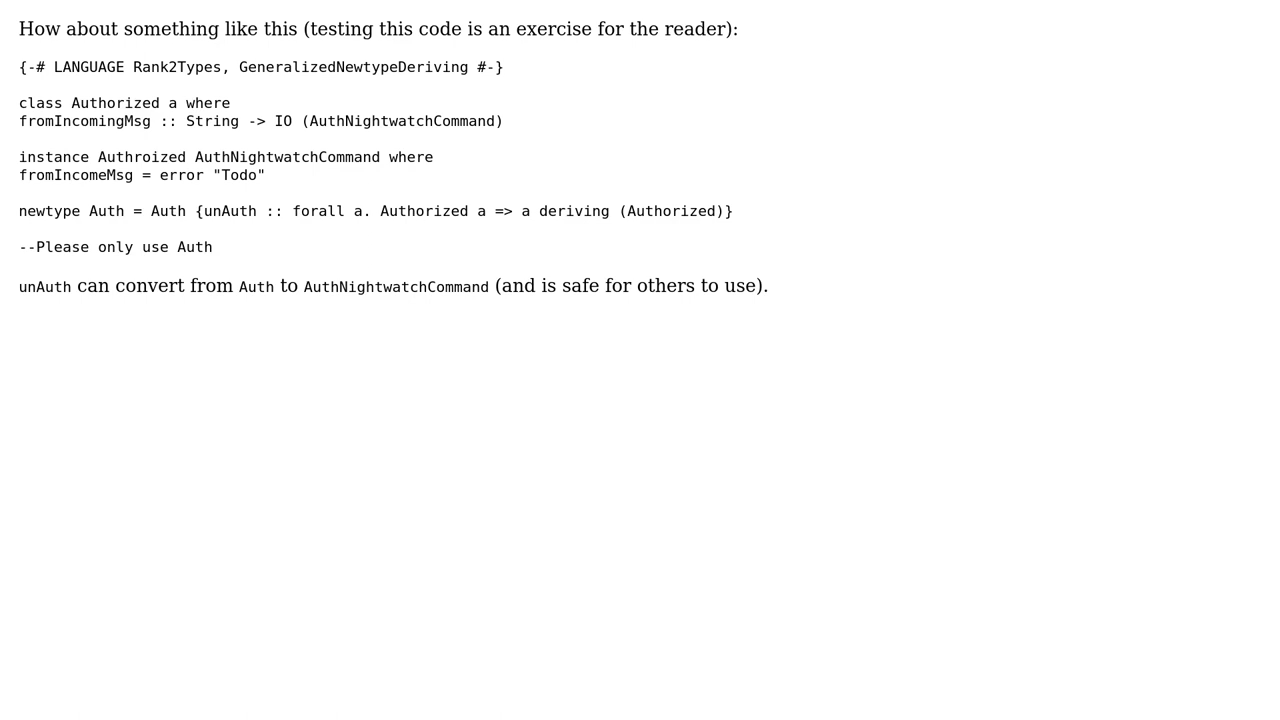 How about something like this (testing this code is an exercise for the reader):
{-# LANGUAGE Rank2Types, GeneralizedNewtypeDeriving #-}
class Authorized a where
fromIncomingMsg :: String -> IO (AuthNightwatchCommand)
instance Authroized AuthNightwatchCommand where
fromIncomeMsg = error "Todo"
newtype Auth = Auth {unAuth :: forall a. Authorized a => a deriving (Authorized)}
--Please only use Auth
unAuth can convert from Auth to AuthNightwatchCommand (and is safe for others to use).